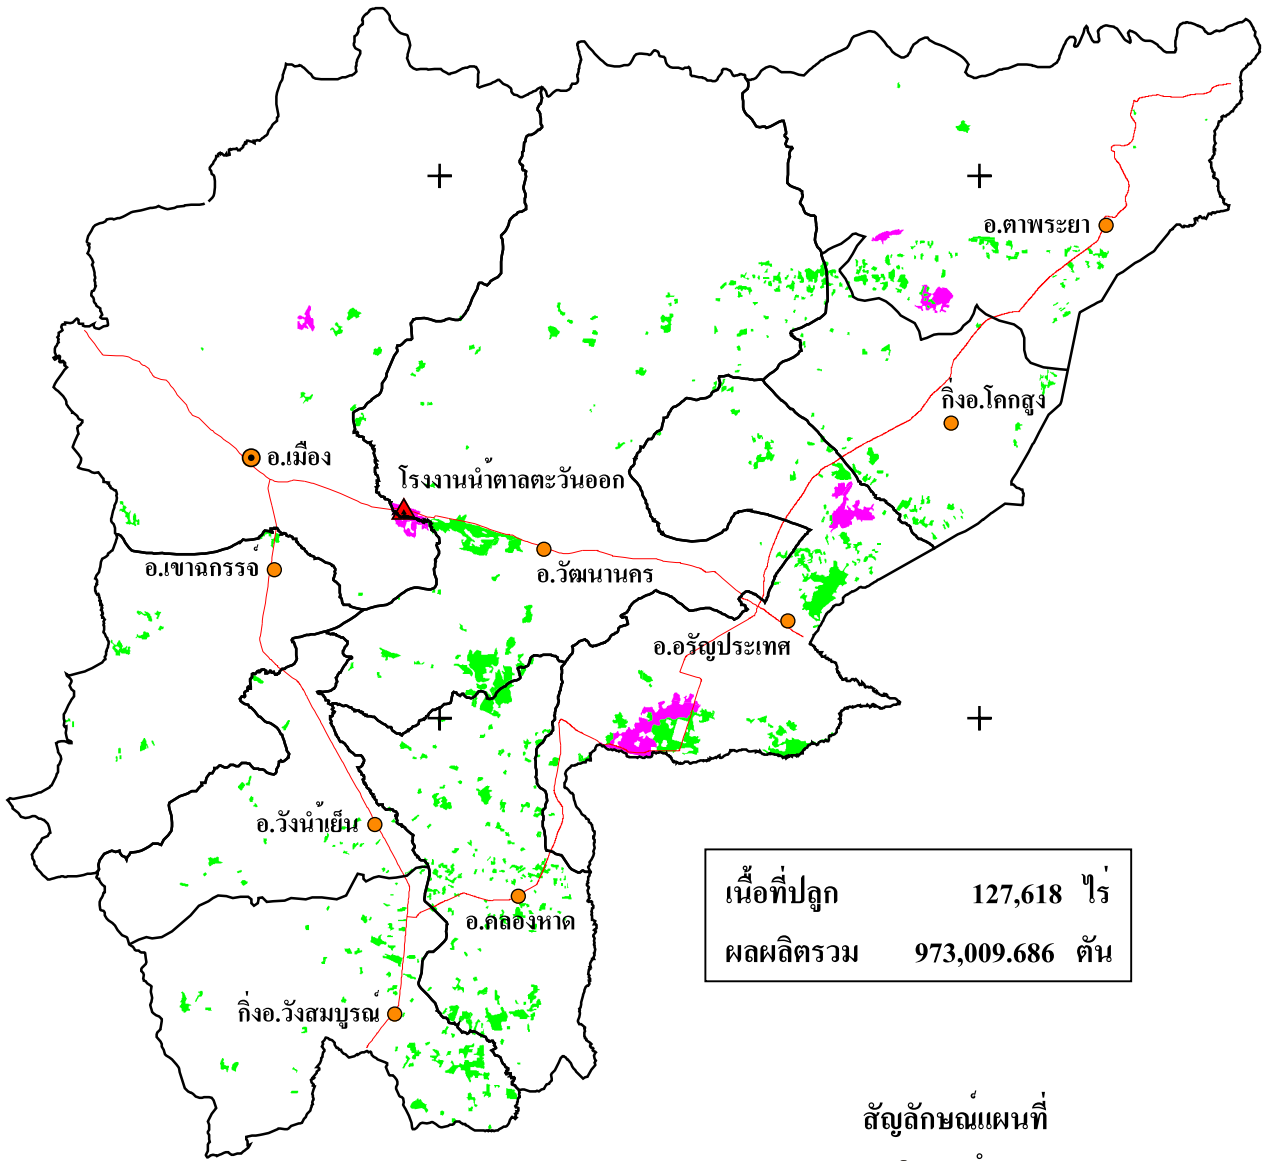 อ.ตาพระยา
กิ่งอ.โคกสูง
อ.เมือง
โรงงานน้ำตาลตะวันออก
อ.เขาฉกรรจ์
อ.วัฒนานคร
อ.อรัญประเทศ
อ.วังน้ำเย็น
อ.คลองหาด
กิ่งอ.วังสมบูรณ์
เนื้อที่ปลูก 127,618 ไร่
ผลผลิตรวม 973,009.686 ตัน
สัญลักษณ์แผนที่